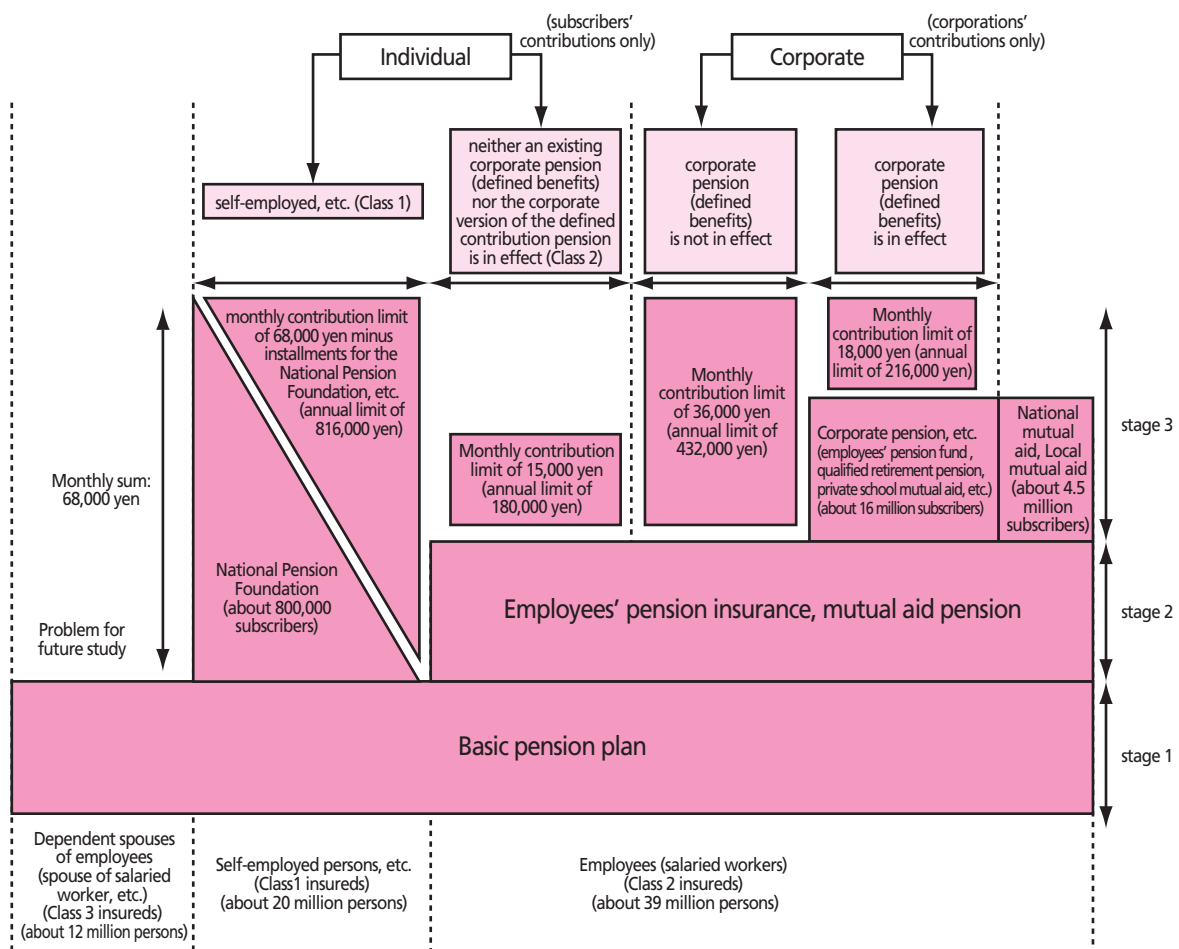 (subscribers'
contributions only)
(corporations'
contributions only)
Individual
Corporate
self-employed, etc. (Class 1)
neither an existing
corporate pension
(defined benefits)
nor the corporate
version of the defined
contribution pension
is in effect (Class 2)
corporate
pension
(defined
benefits)
is not in effect
corporate
pension
(defined
benefits)
is in effect
Monthly sum:
68,000 yen
Problem for
future study
monthly contribution limit
of 68,000 yen minus
installments for the
National Pension
Foundation, etc.
(annual limit of
816,000 yen)
National Pension
Foundation
(about 800,000
subscribers)
Monthly contribution
limit of 15,000 yen
(annual limit of
180,000 yen)
Monthly
contribution limit
of 36,000 yen
(annual limit of
432,000 yen)
Monthly
contribution limit of
18,000 yen (annual
limit of 216,000 yen)
Corporate pension, etc.
(employees' pension fund ,
qualified retirement pension,
private school mutual aid, etc.)
(about 16 million subscribers)
National
mutual
aid, Local
mutual aid
(about 4.5
million
subscribers)
stage 3
Employees' pension insurance, mutual aid pension
stage 2
Basic pension plan
stage 1
Dependent spouses
of employees
(spouse of salaried
worker, etc.)
(Class 3 insureds)
(about 12 million persons)
Self-employed persons, etc.
(Class1 insureds)
(about 20 million persons)
Employees (salaried workers)
(Class 2 insureds)
(about 39 million persons)